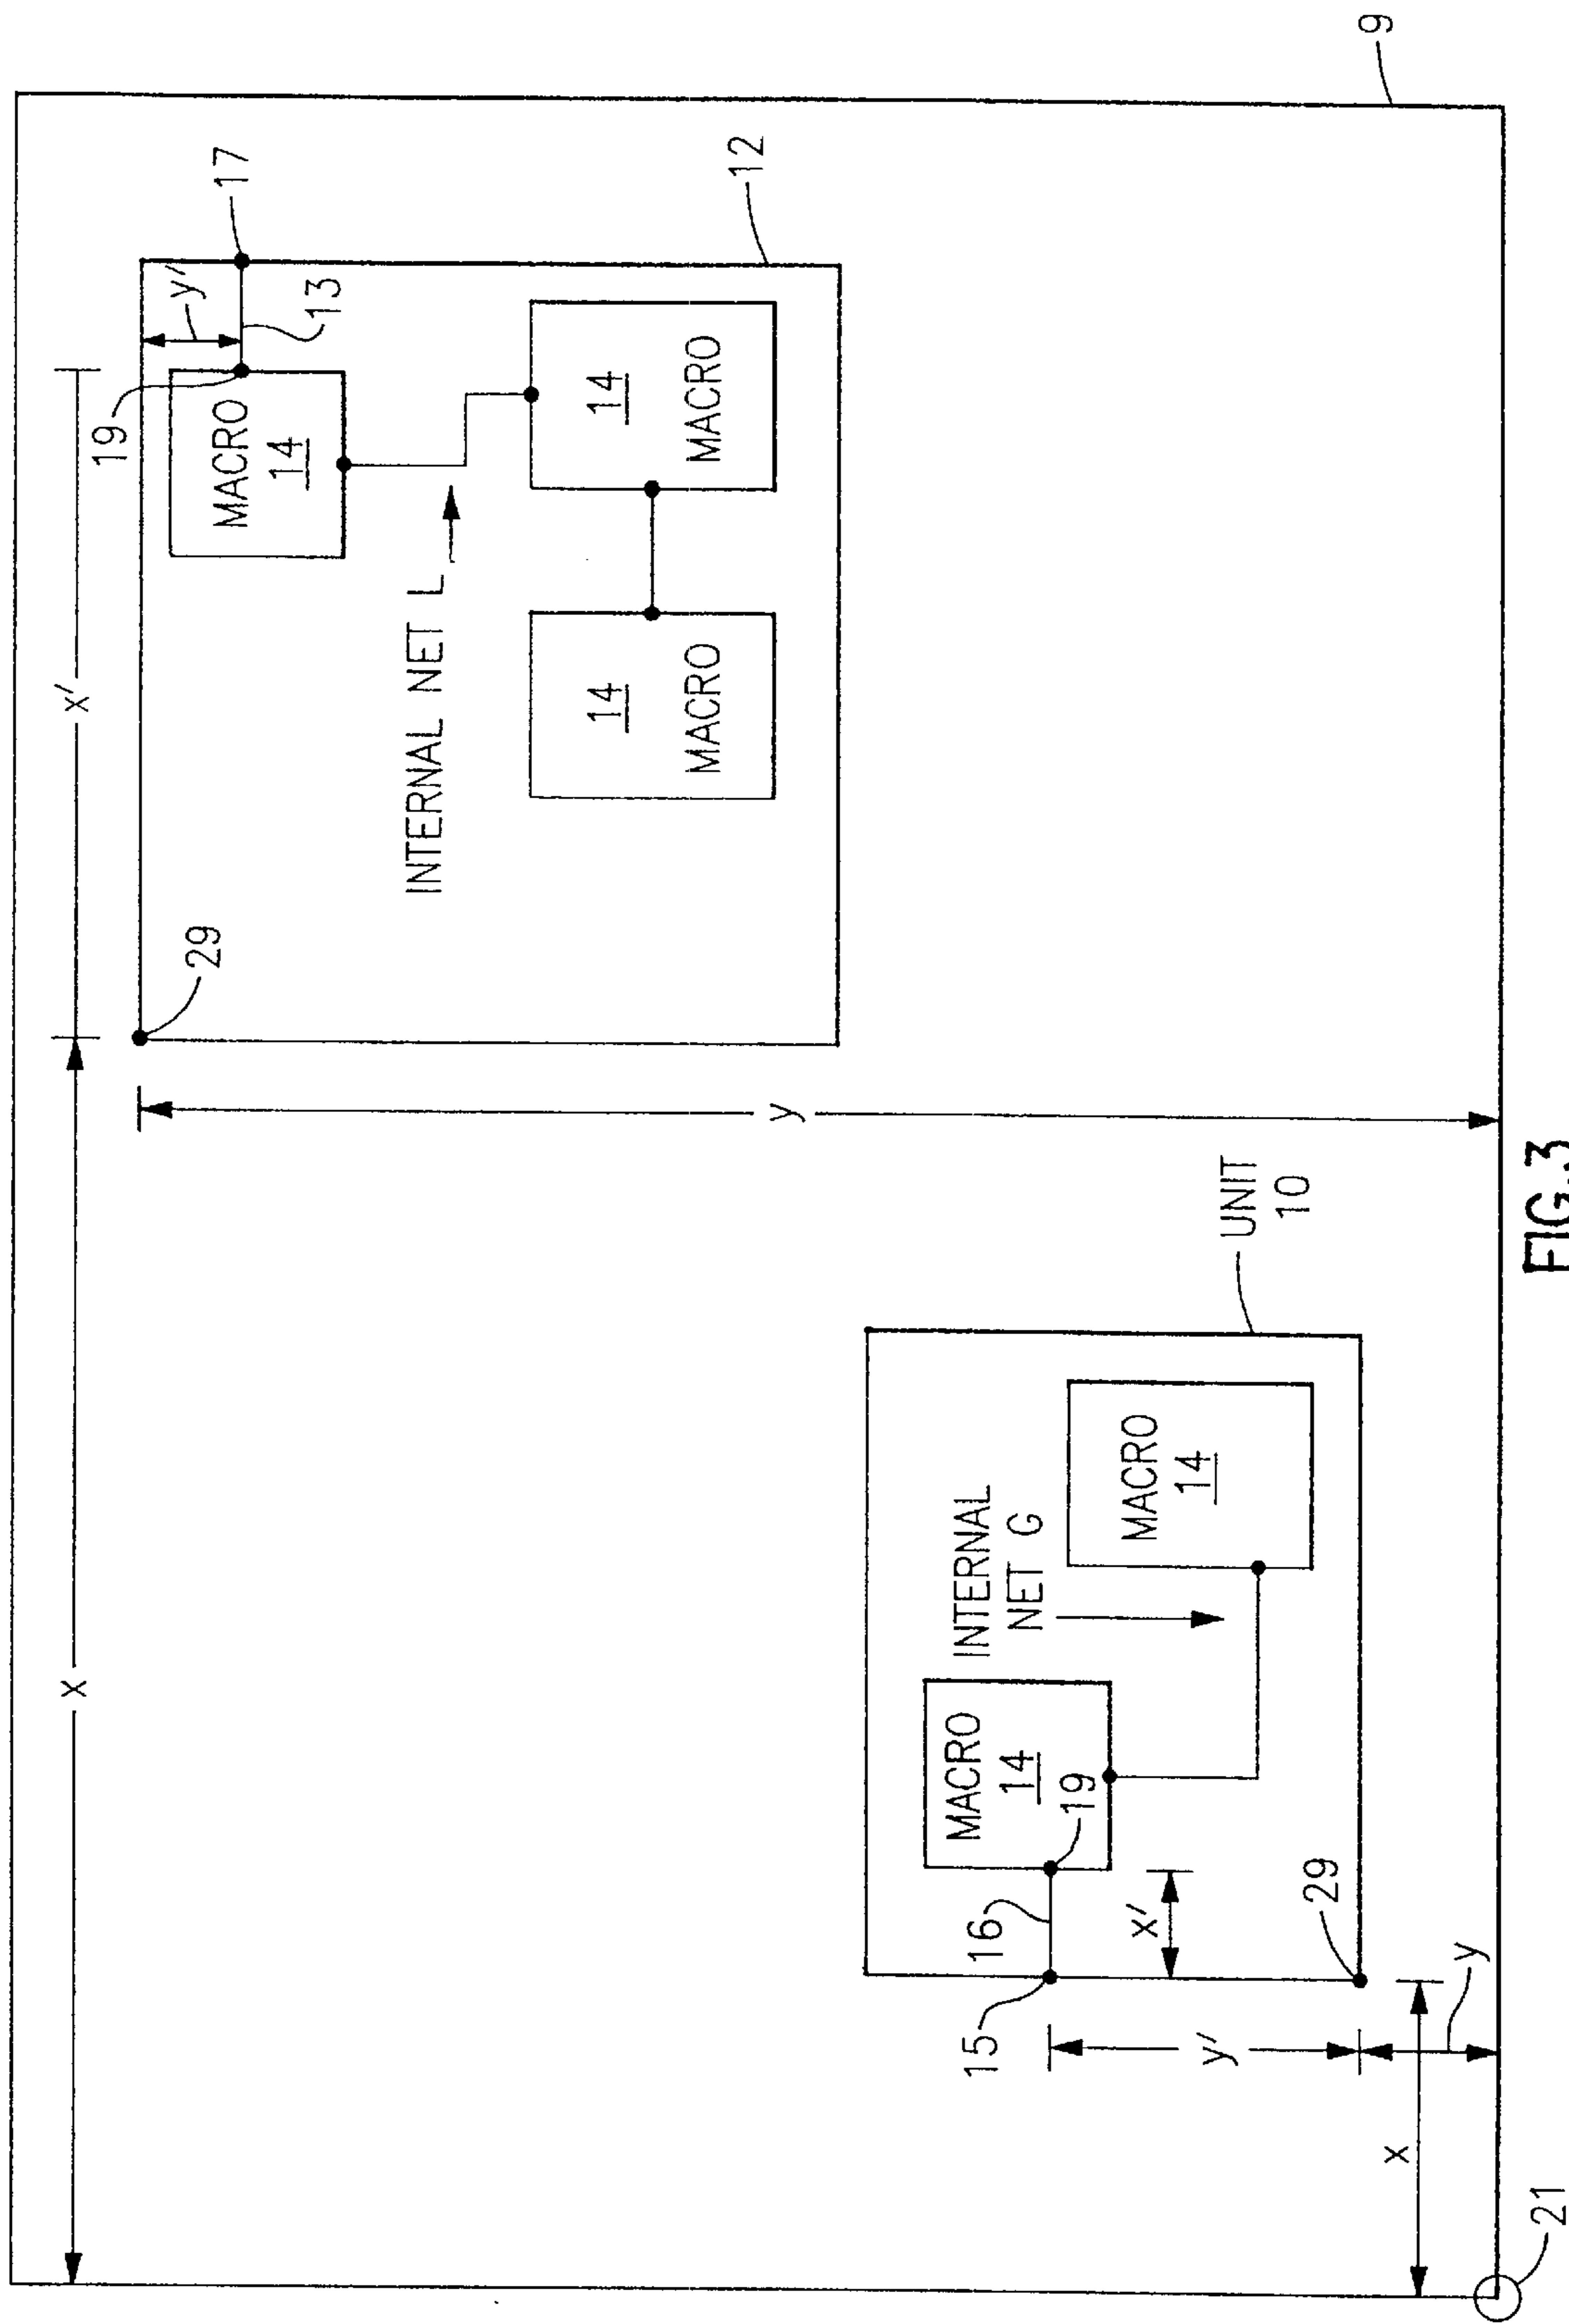 x
x'
29
19
y'
17
13
MACRO
14
INTERNAL NET L
14
MACRO
14
MACRO
12
y
MACRO
14
INTERNAL
NET G
MACRO
14
19
16
15
x'
y'
UNIT
10
29
x
y
9
21
FIG.3